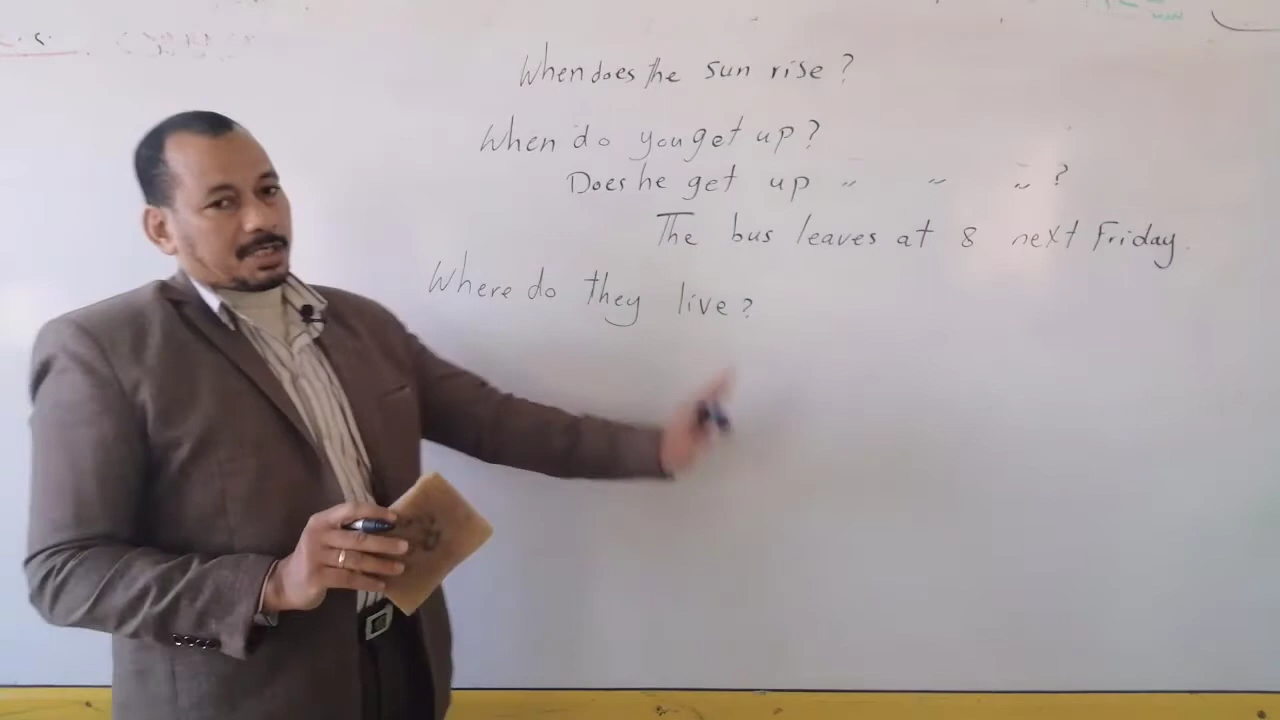 When does the sun rise?
When do you get up?
Does he get up " " " ?
The bus leaves at 8 next Friday.
Where do they live?